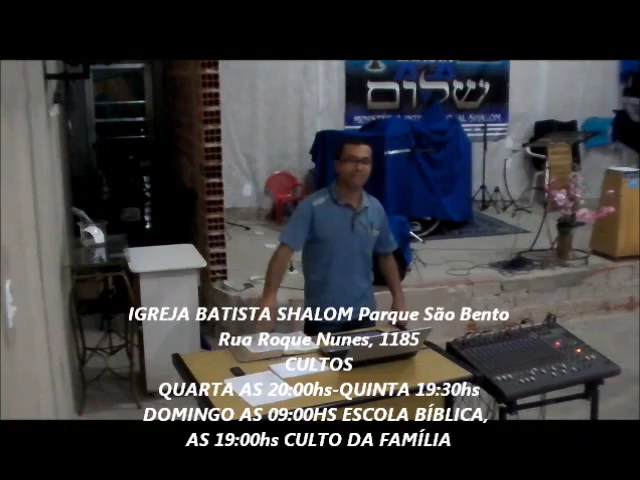 שלום
IGREJA BATISTA SHALOM Parque São Bento
Rua Roque Nunes, 1185
CULTOS
QUARTA AS 20:00hs-QUINTA 19:30hs
DOMINGO AS 09:00HS ESCOLA BÍBLICA,
AS 19:00hs CULTO DA FAMÍLIA